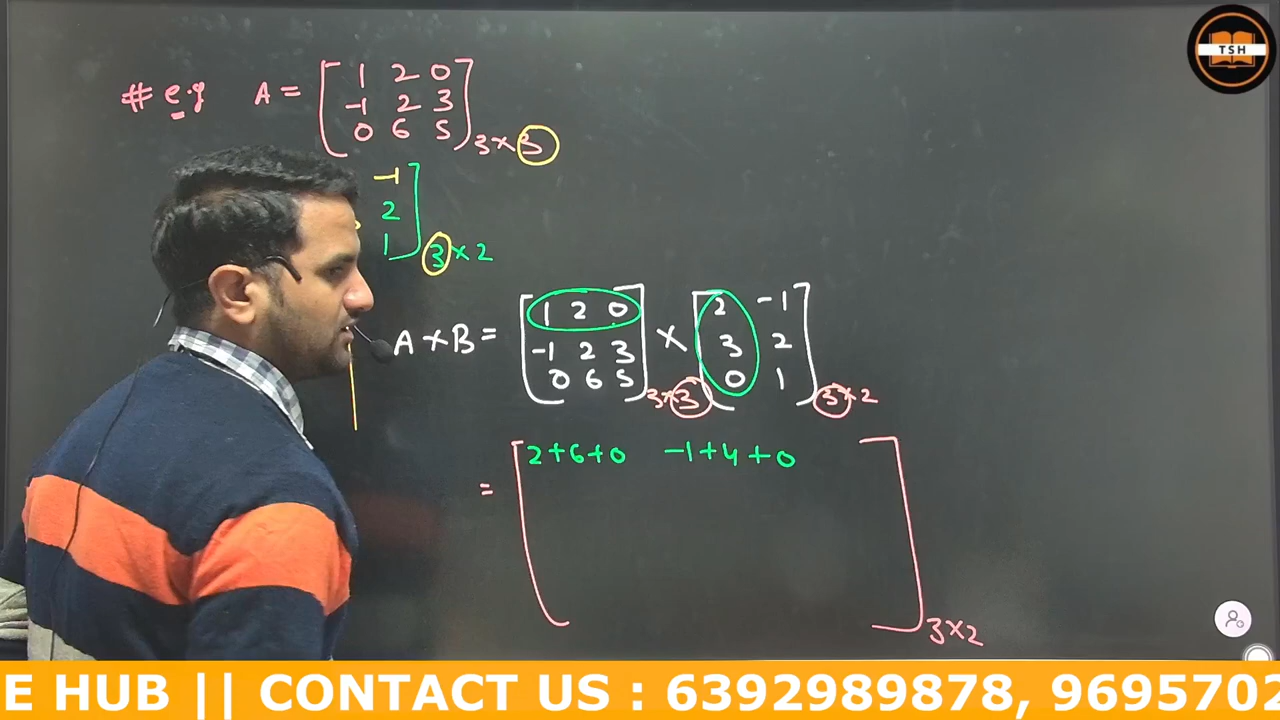 TSH
# e.g A = [ 1 2 0
-1 2 3
0 6 5 ] 3×3
-1
2
1 ] 3×2
A×B = [ 1 2 0
-1 2 3
0 6 5 ] 3×3 × [ 2 -1
3 2
0 1 ] 3×2
= [ 2+6+0 -1+4+0 ] 3×2
E HUB || CONTACT US : 6392989878, 9695702